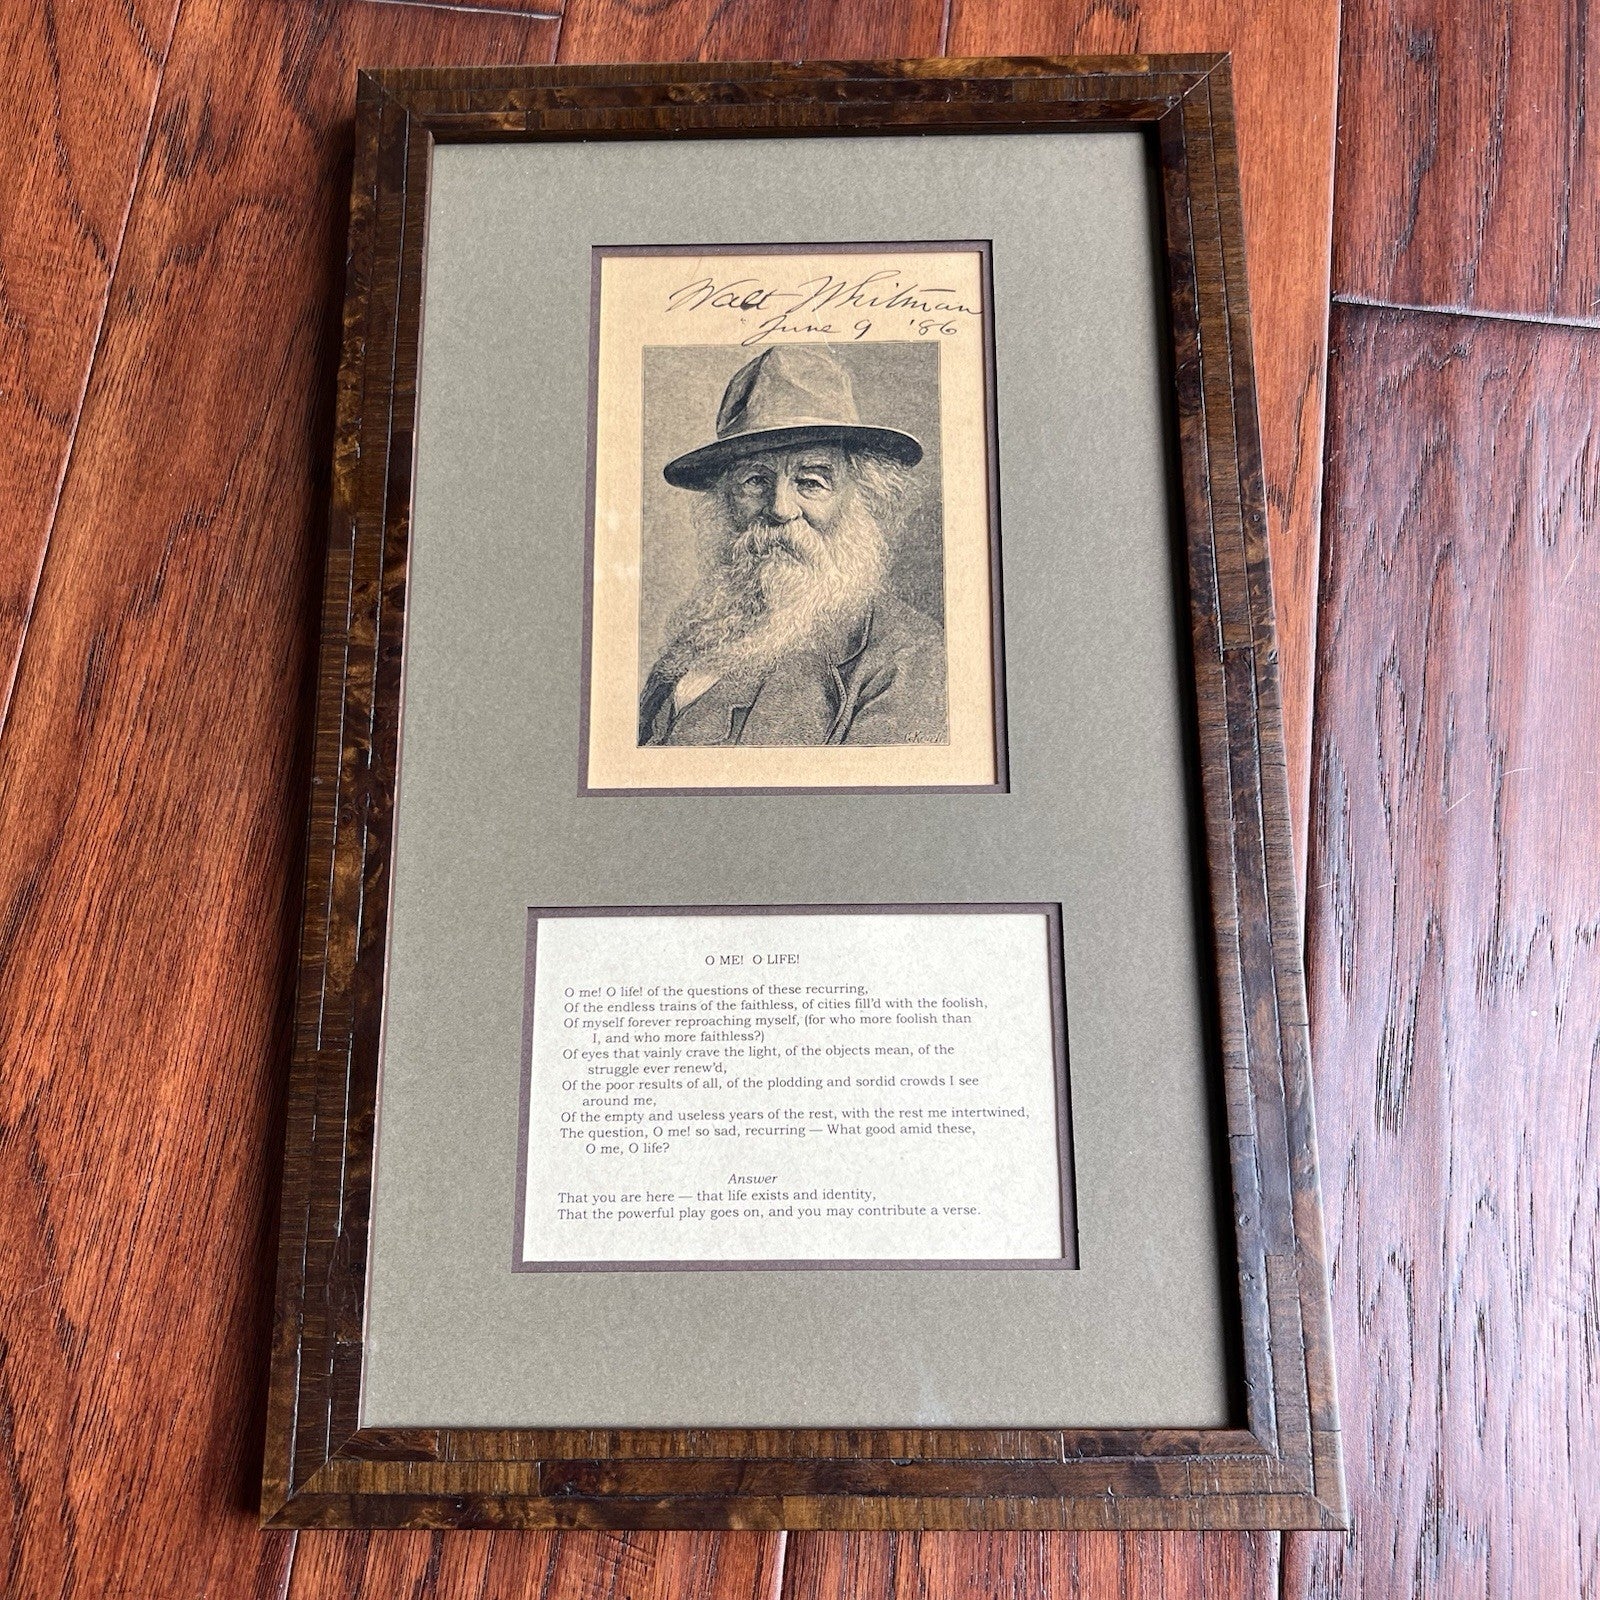 Walt Whitman
June 9 '86
O ME! O LIFE!
O me! O life! of the questions of these recurring,
Of the endless trains of the faithless, of cities fill'd with the foolish,
Of myself forever reproaching myself, (for who more foolish than
I, and who more faithless?)
Of eyes that vainly crave the light, of the objects mean, of the
struggle ever renew'd,
Of the poor results of all, of the plodding and sordid crowds I see
around me,
Of the empty and useless years of the rest, with the rest me intertwined,
The question, O me! so sad, recurring — What good amid these,
O me, O life?
Answer
That you are here — that life exists and identity,
That the powerful play goes on, and you may contribute a verse.